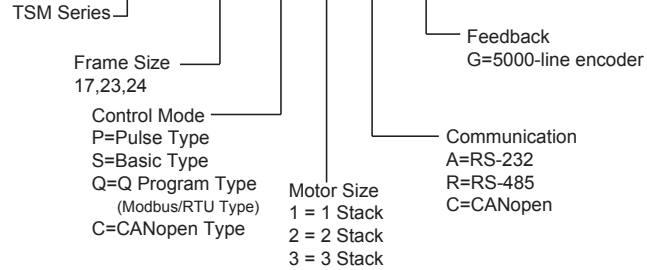 TSM Series
Feedback
G=5000-line encoder
Frame Size
17,23,24
Control Mode
P=Pulse Type
S=Basic Type
Q=Q Program Type
(Modbus/RTU Type)
C=CANopen Type
Motor Size
1 = 1 Stack
2 = 2 Stack
3 = 3 Stack
Communication
A=RS-232
R=RS-485
C=CANopen